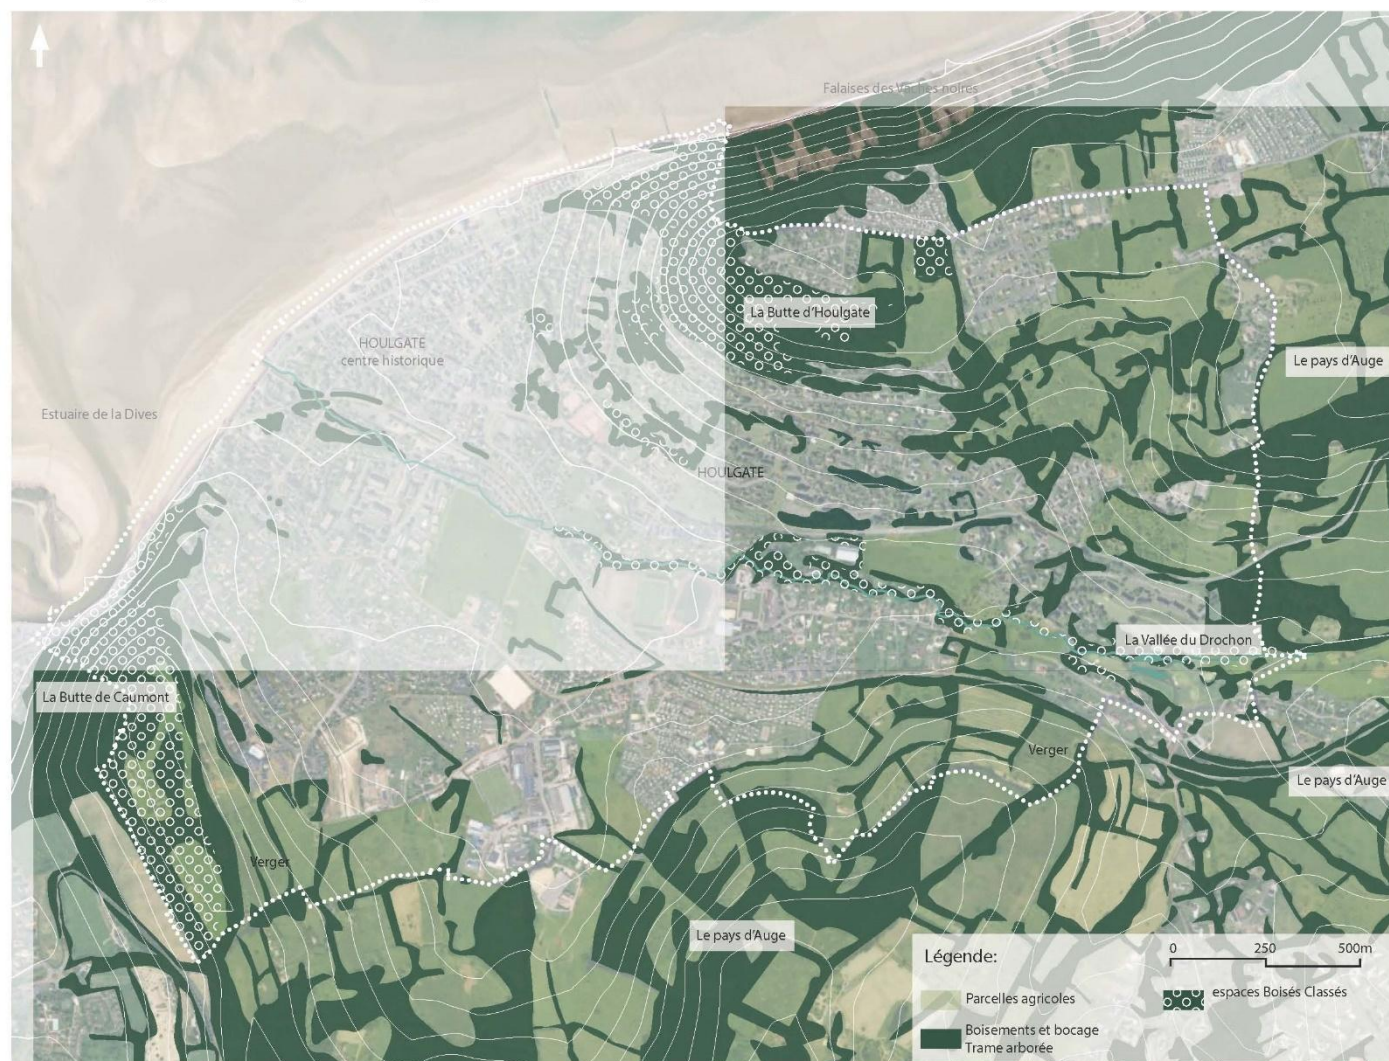 Falaises des Vaches noires
La Butte d'Houlgate
HOULGATE
centre historique
Le pays d'Auge
Estuaire de la Dives
HOULGATE
La Vallée du Drochon
La Butte de Caumont
Verger
Le pays d'Auge
Verger
Le pays d'Auge
Légende:
0 250 500m
Parcelles agricoles
espaces Boisés Classés
Boisements et bocage
Trame arborée